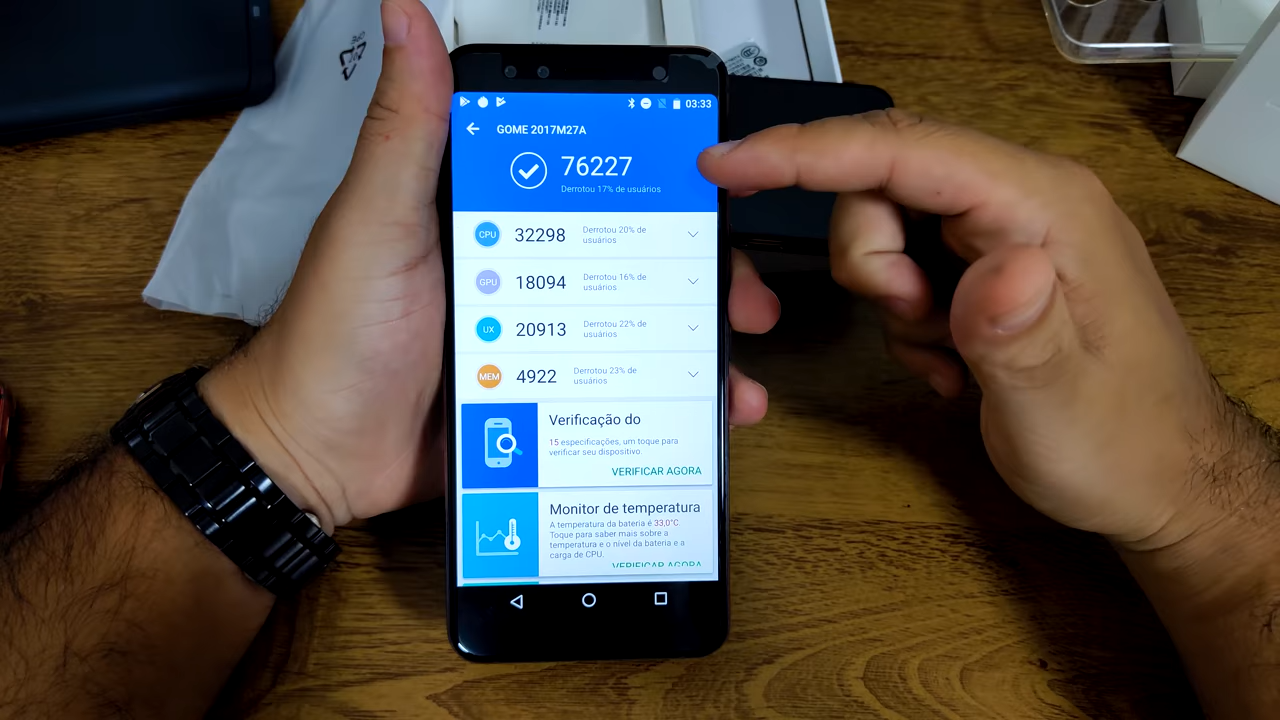 03:33
GOME 2017M27A
76227
Derrotou 17% de usuários
CPU
32298
Derrotou 20% de
usuários
GPU
18094
Derrotou 16% de
usuários
UX
20913
Derrotou 22% de
usuários
MEM
4922
Derrotou 23% de
usuários
Verificação do
15 especificações, um toque para
verificar seu dispositivo
VERIFICAR AGORA
Monitor de temperatura
A temperatura da bateria é 33,0°C.
Toque para saber mais sobre a
temperatura e o nível da bateria e a
carga de CPU.
VERIFICAR AGORA